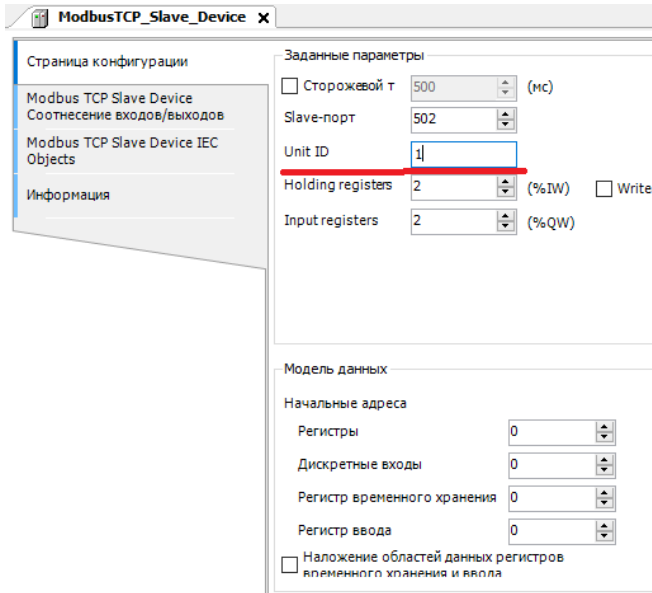 ModbusTCP_Slave_Device X
Страница конфигурации
Modbus TCP Slave Device
Соотнесение входов/выходов
Modbus TCP Slave Device IEC
Objects
Информация
Заданные параметры
Сторожевой т 500 (мс)
Slave-порт 502
Unit ID 1
Holding registers 2 (%IW) Write
Input registers 2 (%QW)
Модель данных
Начальные адреса
Регистры 0
Дискретные входы 0
Регистр временного хранения 0
Регистр ввода 0
Наложение областей данных регистров
временного хранения и ввода